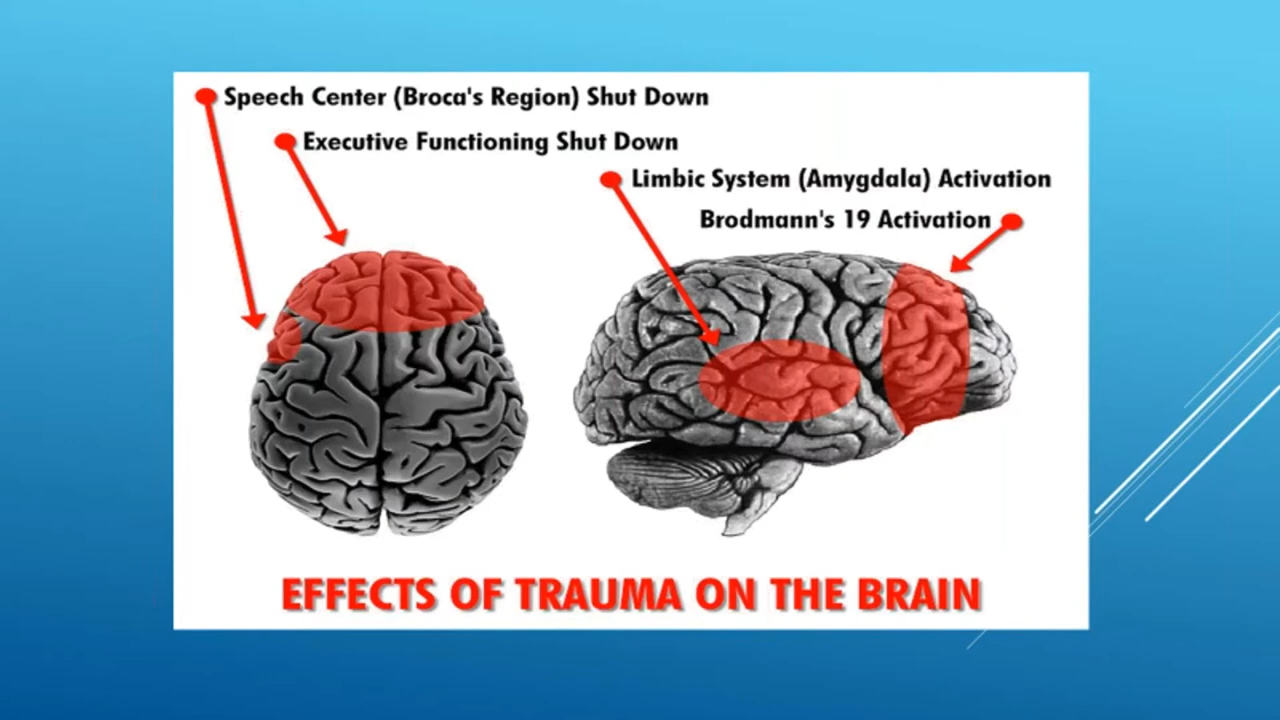 Speech Center (Broca's Region) Shut Down
Executive Functioning Shut Down
Limbic System (Amygdala) Activation
Brodmann's 19 Activation
EFFECTS OF TRAUMA ON THE BRAIN